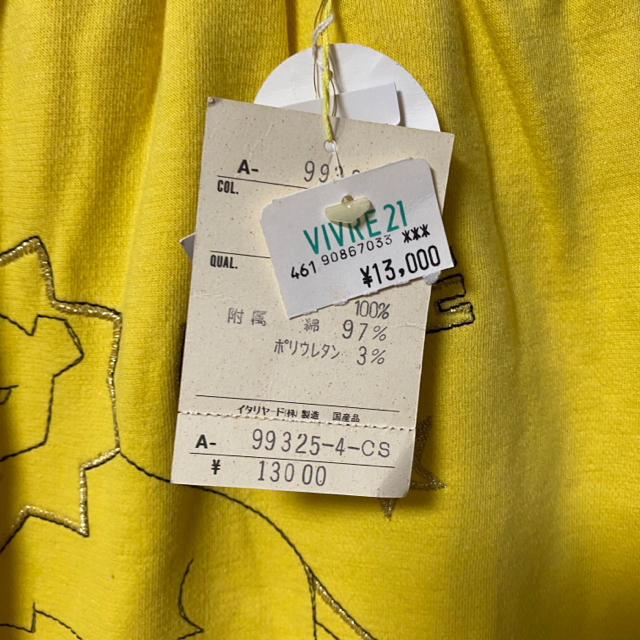 A-
COL.
VIVRE 21
461 90867033 ***
¥13,000
QUAL.
100%
附属 綿 97%
ポリウレタン 3%
イタリヤード(株)製造 国産品
A- 99325-4-CS
¥ 13000